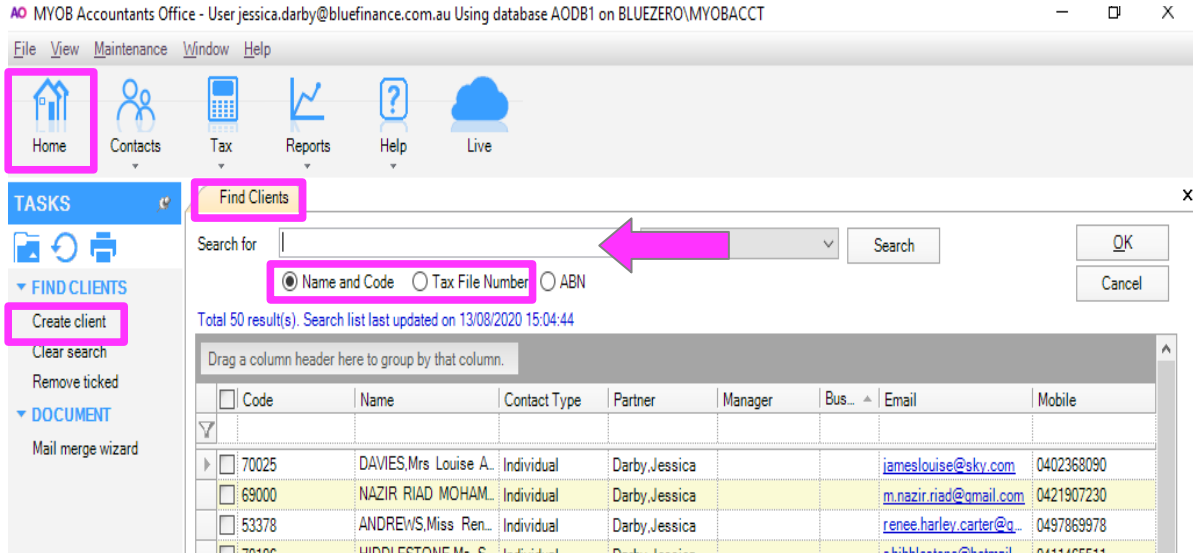 AO MYOB Accountants Office - User jessica.darby@bluefinance.com.au Using database AODB1 on BLUEZERO\MYOBACCT
File View Maintenance Window Help
Home Contacts Tax Reports Help Live
TASKS
Find Clients
Search for Search OK
Name and Code Tax File Number ABN Cancel
FIND CLIENTS
Create client
Clear search
Remove ticked
DOCUMENT
Mail merge wizard
Total 50 result(s). Search list last updated on 13/08/2020 15:04:44
Drag a column header here to group by that column.
Code Name Contact Type Partner Manager Bus... Email Mobile
70025 DAVIES,Mrs Louise A... Individual Darby,Jessica jameslouise@sky.com 0402368090
69000 NAZIR RIAD MOHAM... Individual Darby,Jessica m.nazir.riad@gmail.com 0421907230
53378 ANDREWS,Miss Ren... Individual Darby,Jessica renee.harley.carter@g... 0497869978